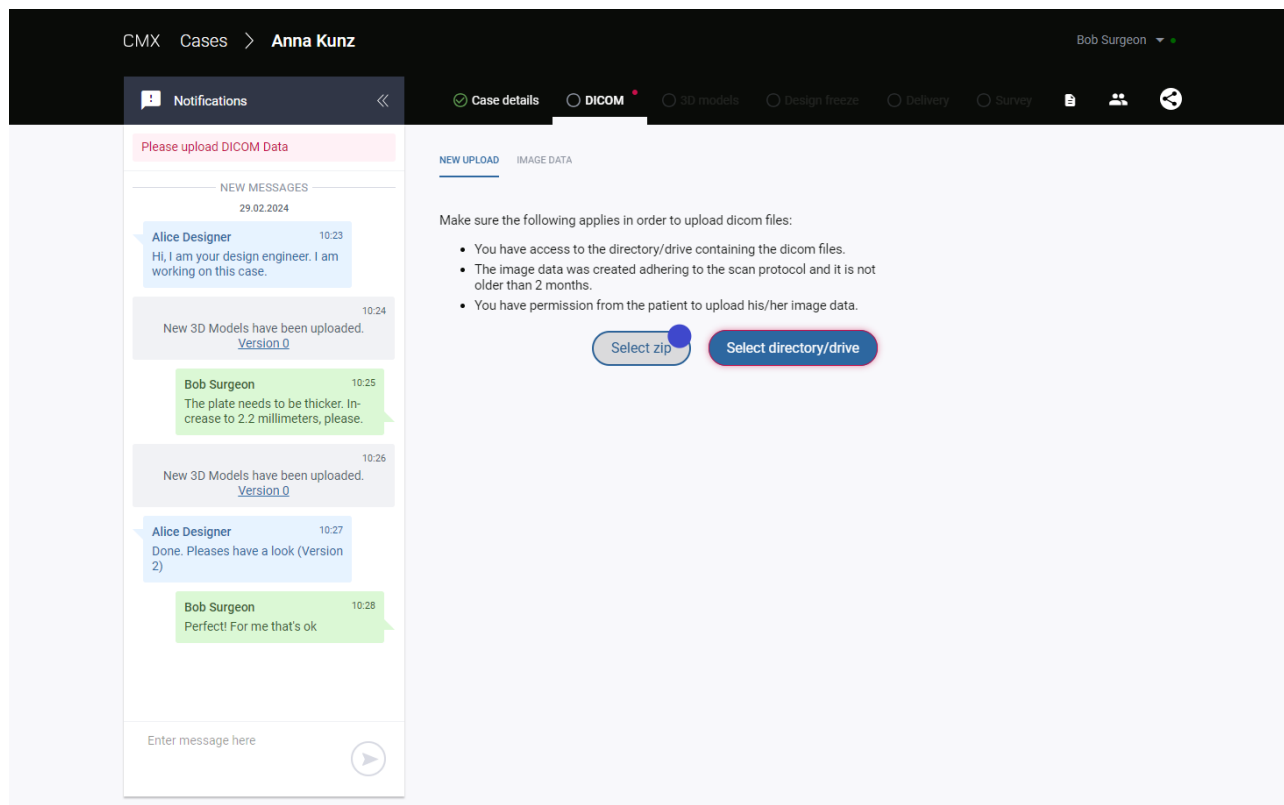 CMX Cases > Anna Kunz
Bob Surgeon
Notifications
Case details
DICOM
3D models
Design freeze
Delivery
Survey
Please upload DICOM Data
NEW MESSAGES
29.02.2024
Alice Designer 10:23
Hi, I am your design engineer. I am
working on this case.
10:24
New 3D Models have been uploaded.
Version 0
Bob Surgeon 10:25
The plate needs to be thicker. In-
crease to 2.2 millimeters, please.
10:26
New 3D Models have been uploaded.
Version 0
Alice Designer 10:27
Done. Pleases have a look (Version
2)
Bob Surgeon 10:28
Perfect! For me that's ok
Enter message here
NEW UPLOAD
IMAGE DATA
Make sure the following applies in order to upload dicom files:
• You have access to the directory/drive containing the dicom files.
• The image data was created adhering to the scan protocol and it is not
older than 2 months.
• You have permission from the patient to upload his/her image data.
Select zip
Select directory/drive